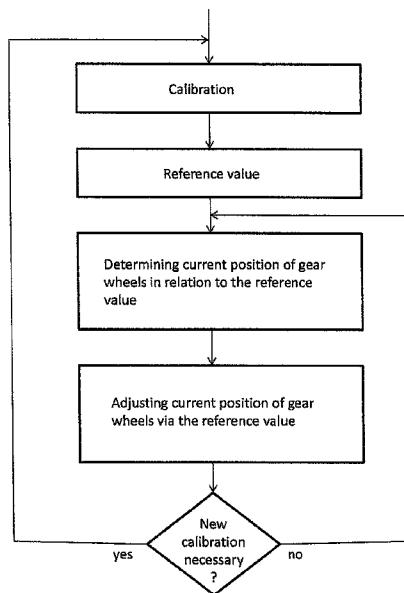 Calibration
Reference value
Determining current position of gear
wheels in relation to the reference
value
Adjusting current position of gear
wheels via the reference value
New
calibration
necessary
?
yes
no